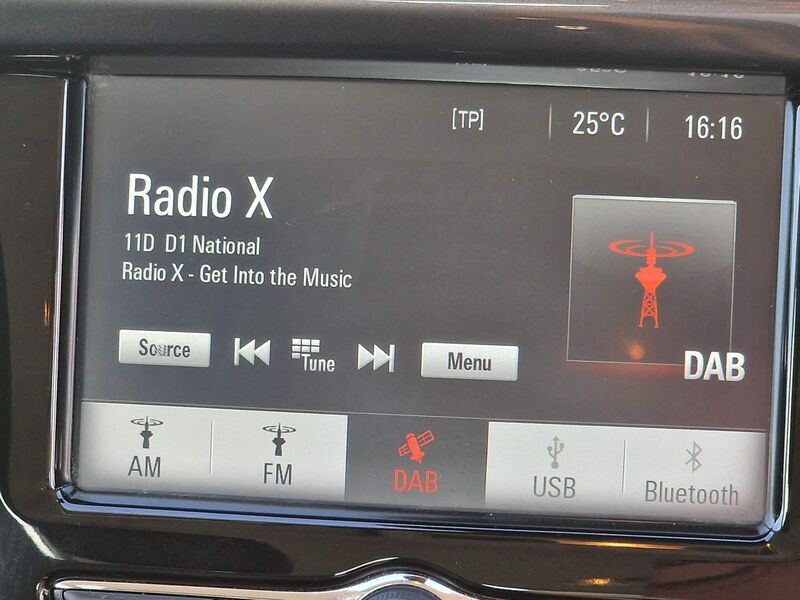 [TP] 25°C 16:16
Radio X
11D D1 National
Radio X - Get Into the Music
Source Tune Menu
DAB
AM FM DAB USB Bluetooth